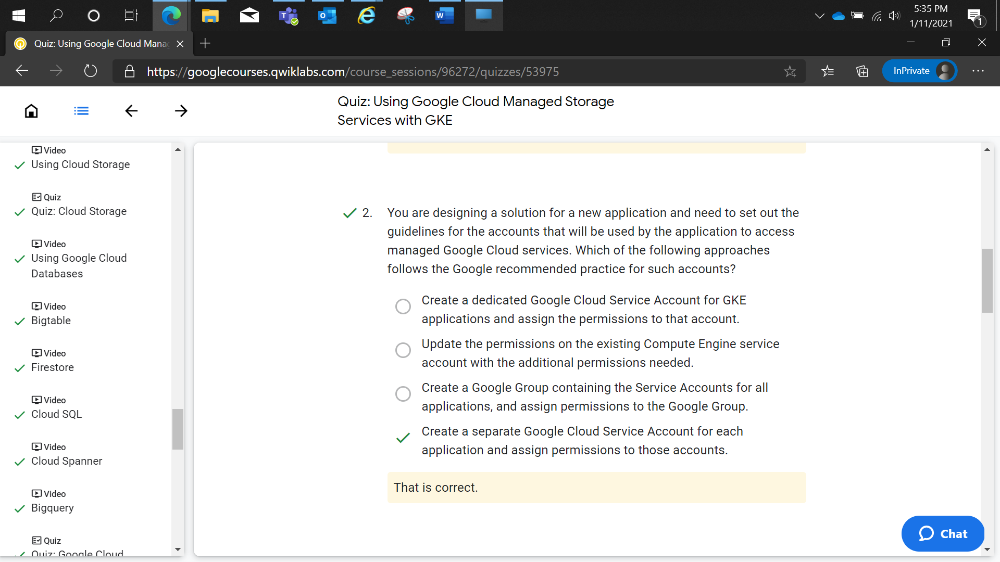 5:35 PM
1/11/2021
1
Quiz: Using Google Cloud Mana
https://googlecourses.qwiklabs.com/course_sessions/96272/quizzes/53975
InPrivate
Quiz: Using Google Cloud Managed Storage
Services with GKE
Video
Using Cloud Storage
Quiz
Quiz: Cloud Storage
Video
Using Google Cloud
Databases
Video
Bigtable
Video
Firestore
Video
Cloud SQL
Video
Cloud Spanner
Video
Bigquery
Quiz
Quiz: Google Cloud
2. You are designing a solution for a new application and need to set out the
guidelines for the accounts that will be used by the application to access
managed Google Cloud services. Which of the following approaches
follows the Google recommended practice for such accounts?
Create a dedicated Google Cloud Service Account for GKE
applications and assign the permissions to that account.
Update the permissions on the existing Compute Engine service
account with the additional permissions needed.
Create a Google Group containing the Service Accounts for all
applications, and assign permissions to the Google Group.
Create a separate Google Cloud Service Account for each
application and assign permissions to those accounts.
That is correct.
Chat